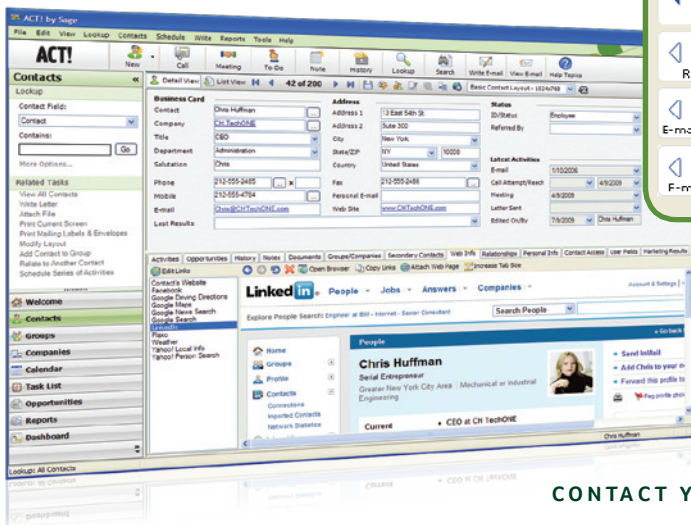 ACT! by Sage
File Edit View Lookup Contacts Schedule Write Reports Tools Help
ACT!
New Call Meeting To-Do Note History Lookup Search Write E-mail View E-mail Help Topics
Contacts «
Detail View List View 42 of 200 Basic Contact Layout - 1024x768
Lookup
Contact Field:
Contact
Contains:
Go
More Options...
Related Tasks
View All Contacts
Write Letter
Attach File
Print Current Screen
Print Mailing Labels & Envelopes
Modify Layout
Add Contact to Group
Relate to Another Contact
Schedule Series of Activities
Welcome
Contacts
Groups
Companies
Calendar
Task List
Opportunities
Reports
Dashboard
Business Card
Contact Chris Huffman
Company CH TechONE
Title CEO
Department Administration
Salutation Chris
Phone 212-555-2485 x
Mobile 212-555-4784
E-mail Chris@CHTechONE.com
Last Results
Address
Address 1 13 East 54th St.
Address 2 Suite 300
City New York
State/ZIP NY 10008
Country United States
Fax 212-555-2486
Personal E-mail
Web Site www.CHTechONE.com
Status
ID/Status Employee
Referred By
Latest Activities
E-mail 1/10/2006
Call Attempt/Reach 4/9/2009
Meeting 4/9/2009
Letter Sent
Edited On/By 7/9/2009 Chris Huffman
Activities Opportunities History Notes Documents Groups/Companies Secondary Contacts Web Info Relationships Personal Info Contact Access User Fields Marketing Results
Edit Links Open Browser Copy Links Attach Web Page Increase Tab Size
Contact's Website
Facebook
Google Driving Directions
Google Maps
Google News Search
Google Search
LinkedIn
Plaxo
Weather
Yahoo! Local Info
Yahoo! Person Search
Linked in People Jobs Answers Companies Account & Settings
Explore People Search: Engineer at IBM - Internet - Senior Consultant Search People
Home
Groups
Profile
Contacts
Connections
Imported Contacts
Network Statistics
People « Go back
Chris Huffman
Serial Entrepreneur
Greater New York City Area | Mechanical or Industrial
Engineering
Current • CEO at CH TechONE
Send InMail
Add Chris to your
Forward this profile to
Flag profile
Chris Huffman
Lookup: All Contacts
R
E-ma
E-m
CONTACT Y